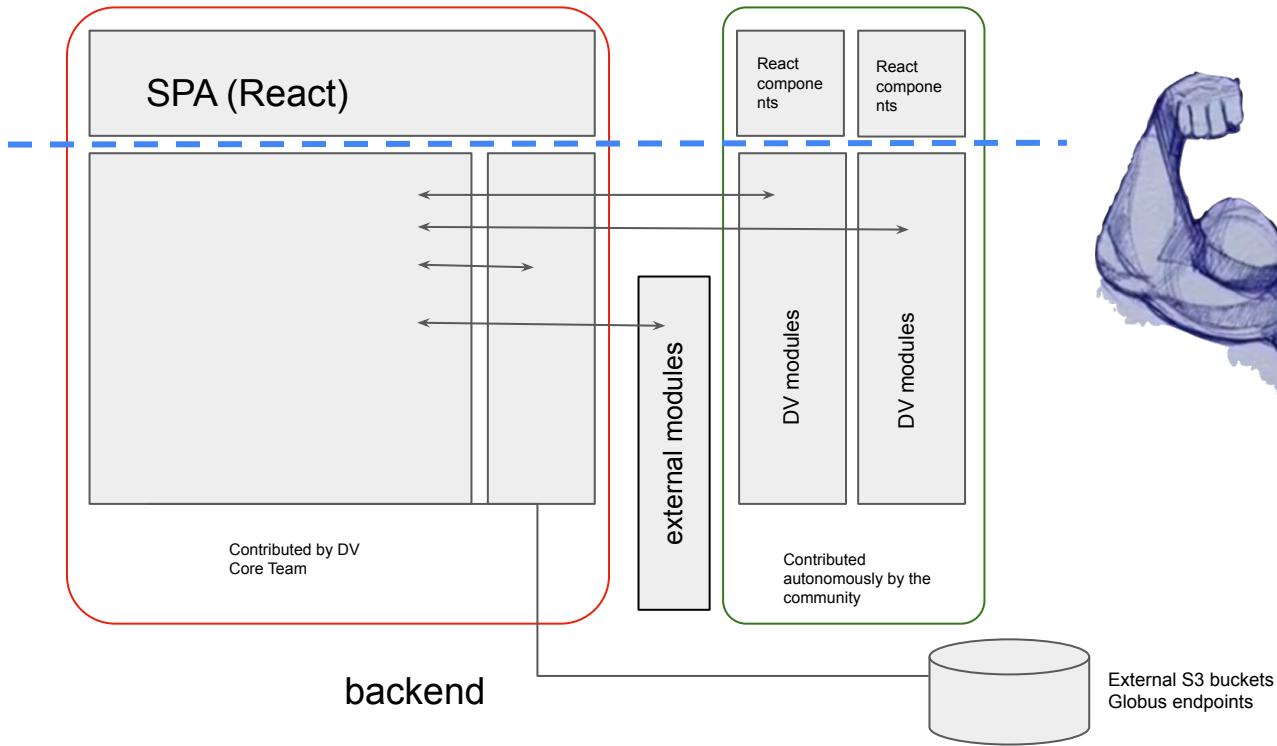 SPA (React)
React
compone
nts
React
compone
nts
DV modules
DV modules
external modules
Contributed by DV
Core Team
Contributed
autonomously by the
community
backend
External S3 buckets
Globus endpoints